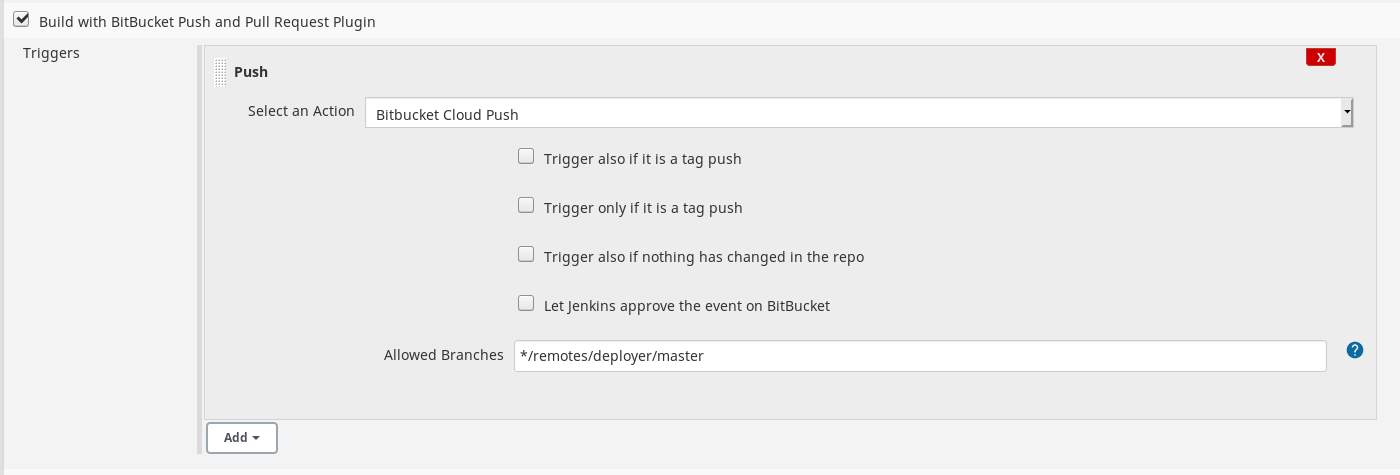 Build with BitBucket Push and Pull Request Plugin
Triggers
X
Push
Select an Action
Bitbucket Cloud Push
Trigger also if it is a tag push
Trigger only if it is a tag push
Trigger also if nothing has changed in the repo
Let Jenkins approve the event on BitBucket
Allowed Branches
*/remotes/deployer/master
?
Add